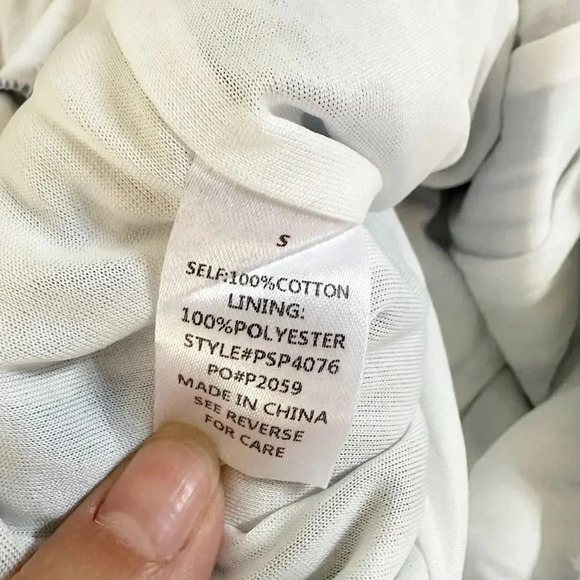 S
SELF:100%COTTON
LINING:
100%POLYESTER
STYLE#PSP4076
PO#P2059
MADE IN CHINA
SEE REVERSE
FOR CARE